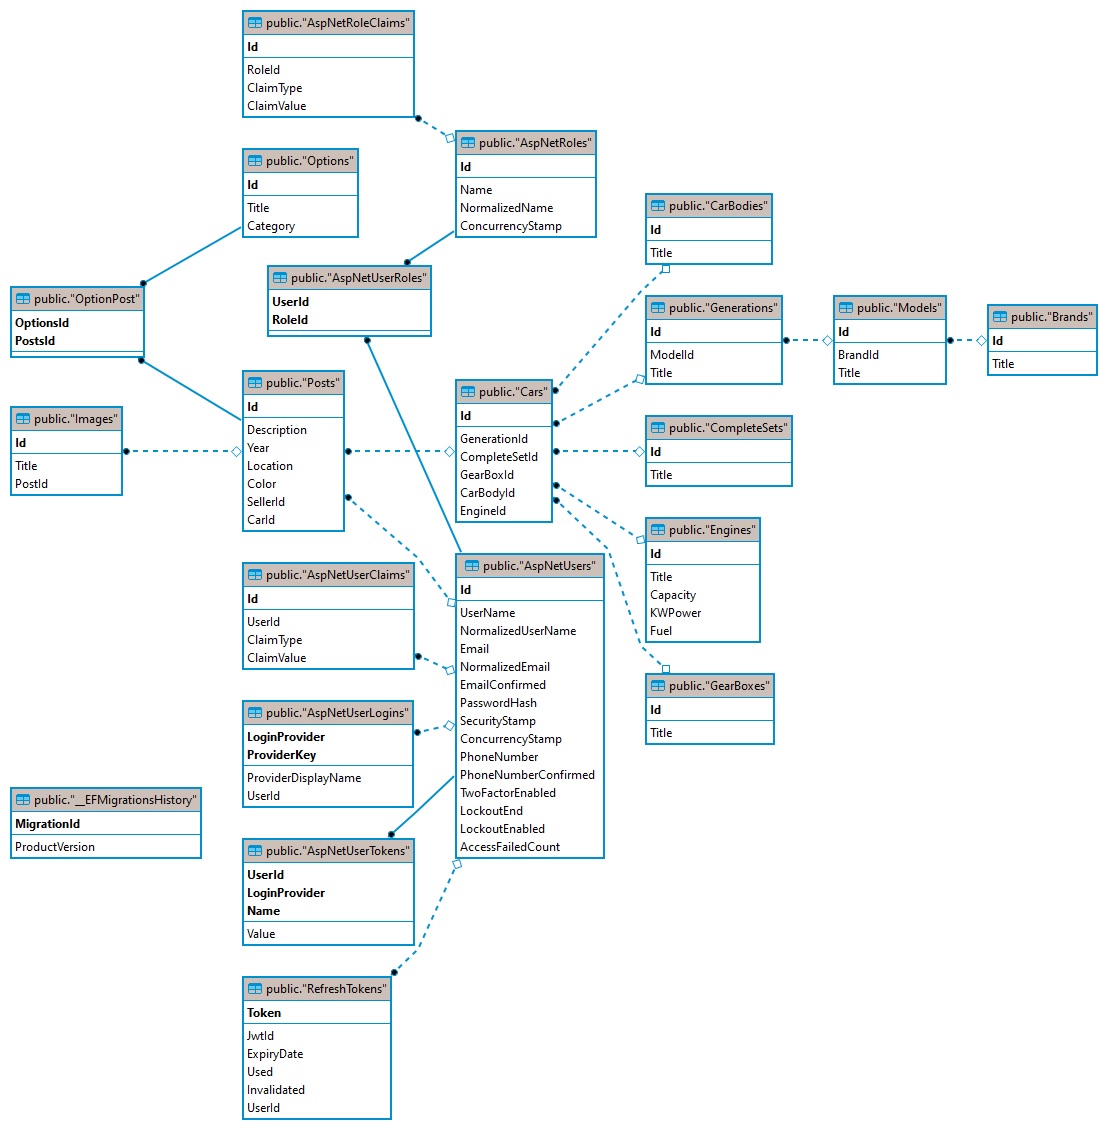 public."AspNetRoleClaims"
Id
RoleId
ClaimType
ClaimValue
public."AspNetRoles"
Id
Name
NormalizedName
ConcurrencyStamp
public."Options"
Id
Title
Category
public."CarBodies"
Id
Title
public."AspNetUserRoles"
UserId
RoleId
public."OptionPost"
OptionsId
PostsId
public."Generations"
Id
ModelId
Title
public."Models"
Id
BrandId
Title
public."Brands"
Id
Title
public."Posts"
Id
Description
Year
Location
Color
SellerId
CarId
public."Cars"
Id
GenerationId
CompleteSetId
GearBoxId
CarBodyId
EngineId
public."Images"
Id
Title
PostId
public."CompleteSets"
Id
Title
public."Engines"
Id
Title
Capacity
KWPower
Fuel
public."AspNetUserClaims"
Id
UserId
ClaimType
ClaimValue
public."AspNetUsers"
Id
UserName
NormalizedUserName
Email
NormalizedEmail
EmailConfirmed
PasswordHash
SecurityStamp
ConcurrencyStamp
PhoneNumber
PhoneNumberConfirmed
TwoFactorEnabled
LockoutEnd
LockoutEnabled
AccessFailedCount
public."GearBoxes"
Id
Title
public."AspNetUserLogins"
LoginProvider
ProviderKey
ProviderDisplayName
UserId
public."__EFMigrationsHistory"
MigrationId
ProductVersion
public."AspNetUserTokens"
UserId
LoginProvider
Name
Value
public."RefreshTokens"
Token
JwtId
ExpiryDate
Used
Invalidated
UserId